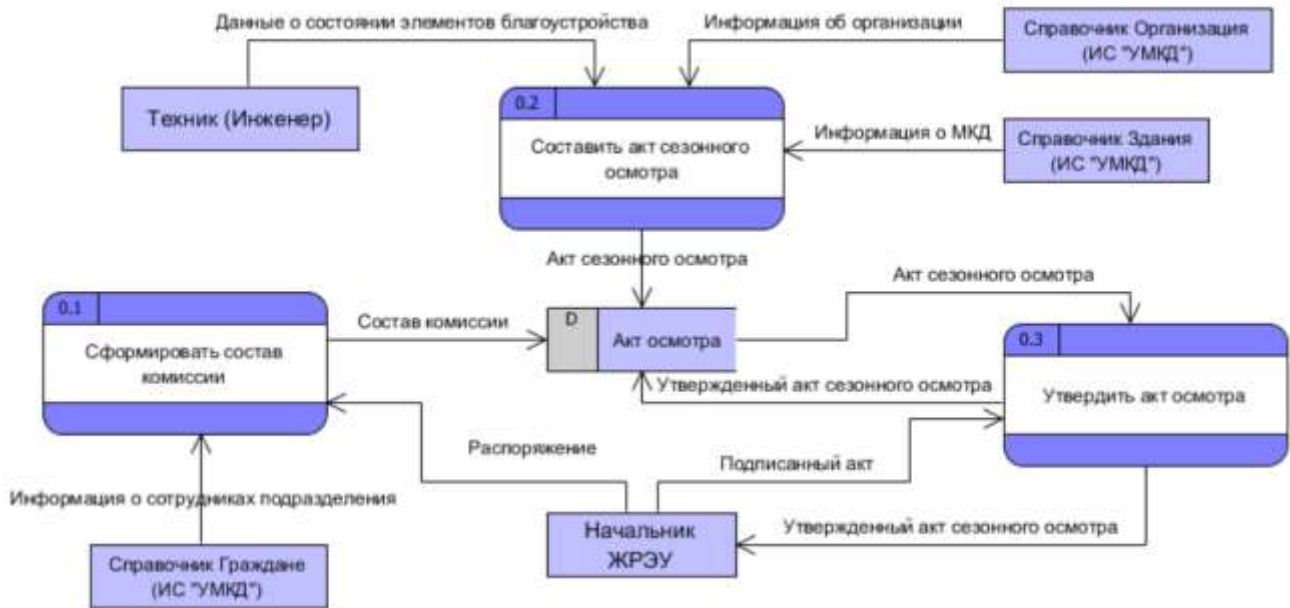 Данные о состоянии элементов благоустройства
Информация об организации
Справочник Организация
(ИС "УМКД")
Техник (Инженер)
0.2
Составить акт сезонного
осмотра
Информация о МКД
Справочник Здания
(ИС "УМКД")
Акт сезонного осмотра
Акт сезонного осмотра
0.1
Сформировать состав
комиссии
Состав комиссии
D
Акт осмотра
0.3
Утвердить акт осмотра
Утвержденный акт сезонного осмотра
Распоряжение
Подписанный акт
Информация о сотрудниках подразделения
Начальник
ЖРЭУ
Утвержденный акт сезонного осмотра
Справочник Граждане
(ИС "УМКД")